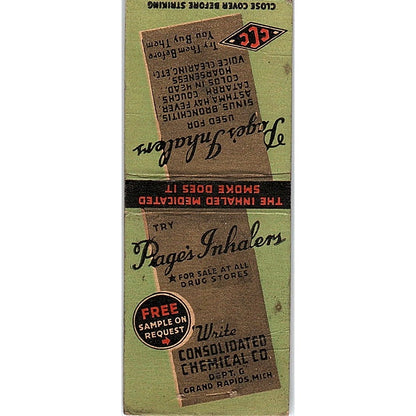 CLOSE COVER BEFORE STRIKING
CCC
Try Them Before
You Buy Them
Page's Inhalers
USED FOR
SINUS, BRONCHITIS,
ASTHMA, HAY FEVER
CATARRH, COUGHS
COLDS IN HEAD,
HOARSENESS
VOICE CLEARING, ETC.
THE INHALED MEDICATED
SMOKE DOES IT
TRY
Page's Inhalers
★ FOR SALE AT ALL
DRUG STORES
FREE
SAMPLE ON
REQUEST
Write
CONSOLIDATED
CHEMICAL CO.
DEPT. G
GRAND RAPIDS, MICH